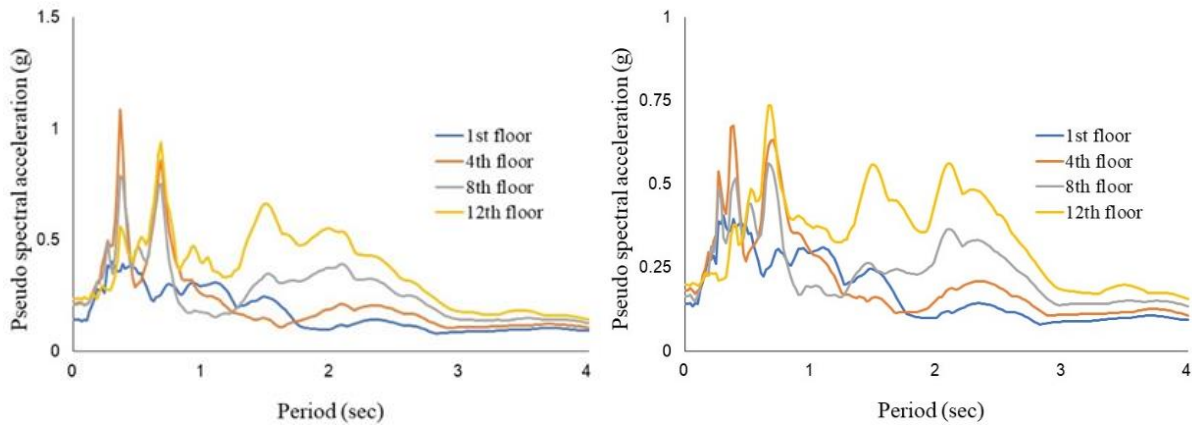 Pseudo spectral acceleration (g)
1.5
1
0.5
0
0
1
2
3
4
Period (sec)
1st floor
4th floor
8th floor
12th floor
Pseudo spectral acceleration (g)
1
0.75
0.5
0.25
0
0
1
2
3
4
Period (sec)
1st floor
4th floor
8th floor
12th floor